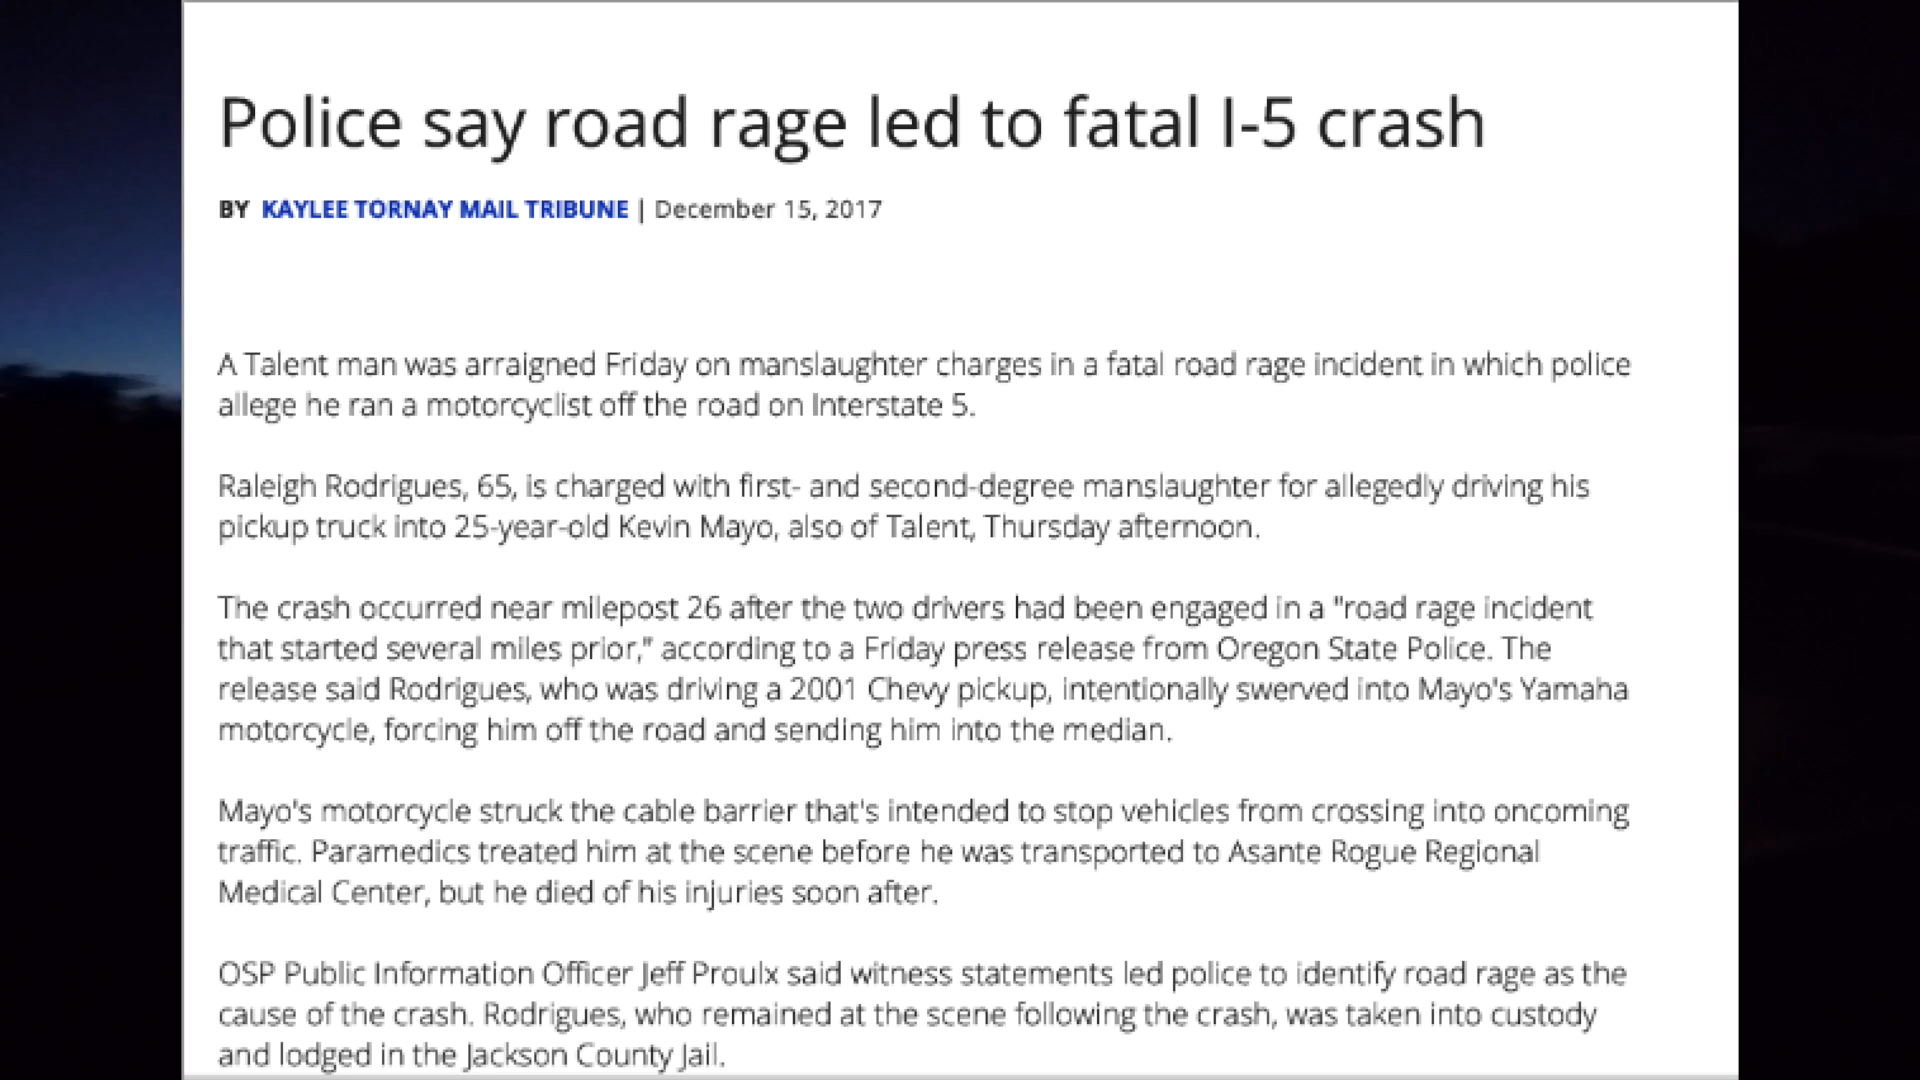 Police say road rage led to fatal I-5 crash
BY KAYLEE TORNAY MAIL TRIBUNE | December 15, 2017
A Talent man was arraigned Friday on manslaughter charges in a fatal road rage incident in which police
allege he ran a motorcyclist off the road on Interstate 5.
Raleigh Rodrigues, 65, is charged with first- and second-degree manslaughter for allegedly driving his
pickup truck into 25-year-old Kevin Mayo, also of Talent, Thursday afternoon.
The crash occurred near milepost 26 after the two drivers had been engaged in a "road rage incident
that started several miles prior," according to a Friday press release from Oregon State Police. The
release said Rodrigues, who was driving a 2001 Chevy pickup, intentionally swerved into Mayo's Yamaha
motorcycle, forcing him off the road and sending him into the median.
Mayo's motorcycle struck the cable barrier that's intended to stop vehicles from crossing into oncoming
traffic. Paramedics treated him at the scene before he was transported to Asante Rogue Regional
Medical Center, but he died of his injuries soon after.
OSP Public Information Officer Jeff Proulx said witness statements led police to identify road rage as the
cause of the crash. Rodrigues, who remained at the scene following the crash, was taken into custody
and lodged in the Jackson County Jail.